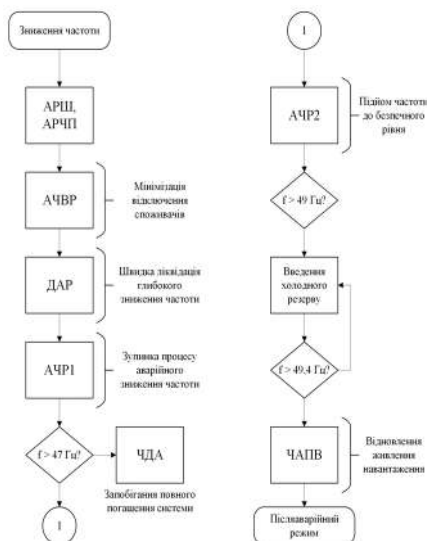 Зниження частоти
АРШ,
АРЧП
АЧВР
Мінімізація
відключення
споживачів
ДАР
Швидка ліквідація
глибокого
зниження частоти
АЧР1
Зупинка процесу
аварійного
зниження частоти
f > 47 Гц?
ЧДА
Запобігання повного
погашення системи
1
1
АЧР2
Підйом частоти
до безпечного
рівня
f > 49 Гц?
Введення
холодного
резерву
f > 49,4 Гц?
ЧАПВ
Відновлення
живлення
навантаження
Післяаварійний
режим